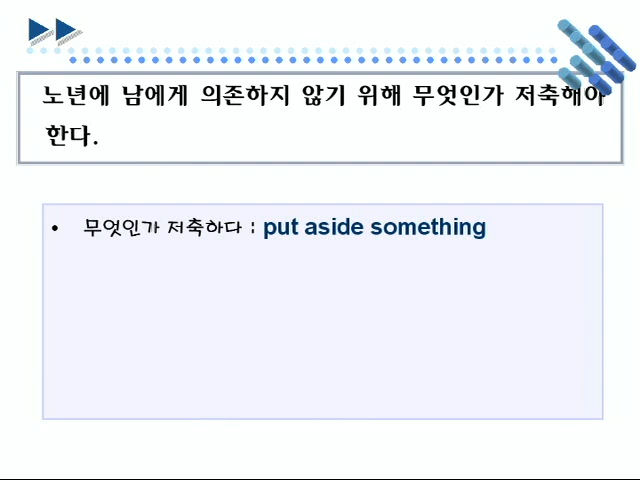 노년에 남에게 의존하지 않기 위해 무엇인가 저축해야
한다.
• 무엇인가 저축하다 : put aside something